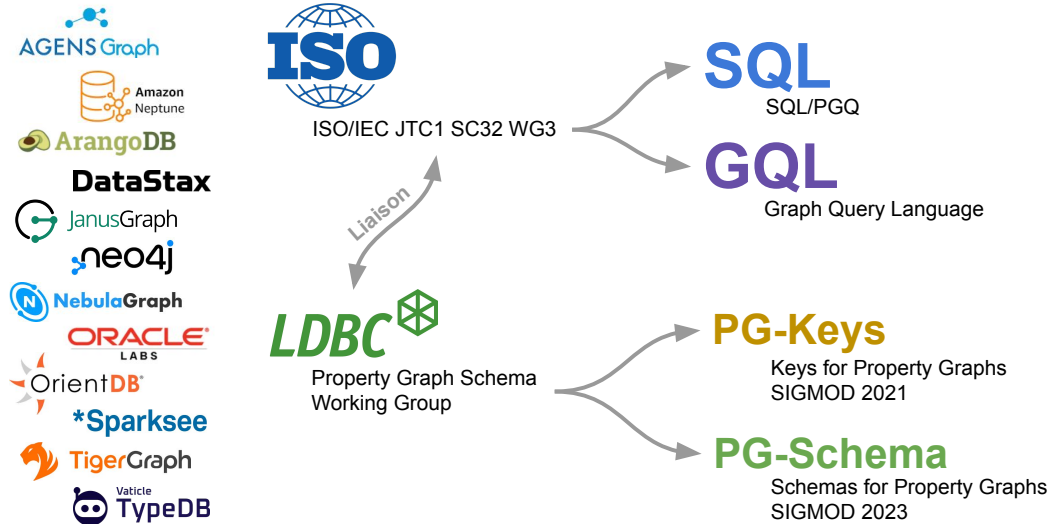 AGENS Graph
Amazon
Neptune
ArangoDB
DataStax
JanusGraph
neo4j
N NebulaGraph
ORACLE®
LABS
OrientDB®
*Sparksee
TigerGraph
Vaticle
TypeDB
ISO
ISO/IEC JTC1 SC32 WG3
Liaison
LDBC
Property Graph Schema
Working Group
SQL
SQL/PGQ
GQL
Graph Query Language
PG-Keys
Keys for Property Graphs
SIGMOD 2021
PG-Schema
Schemas for Property Graphs
SIGMOD 2023